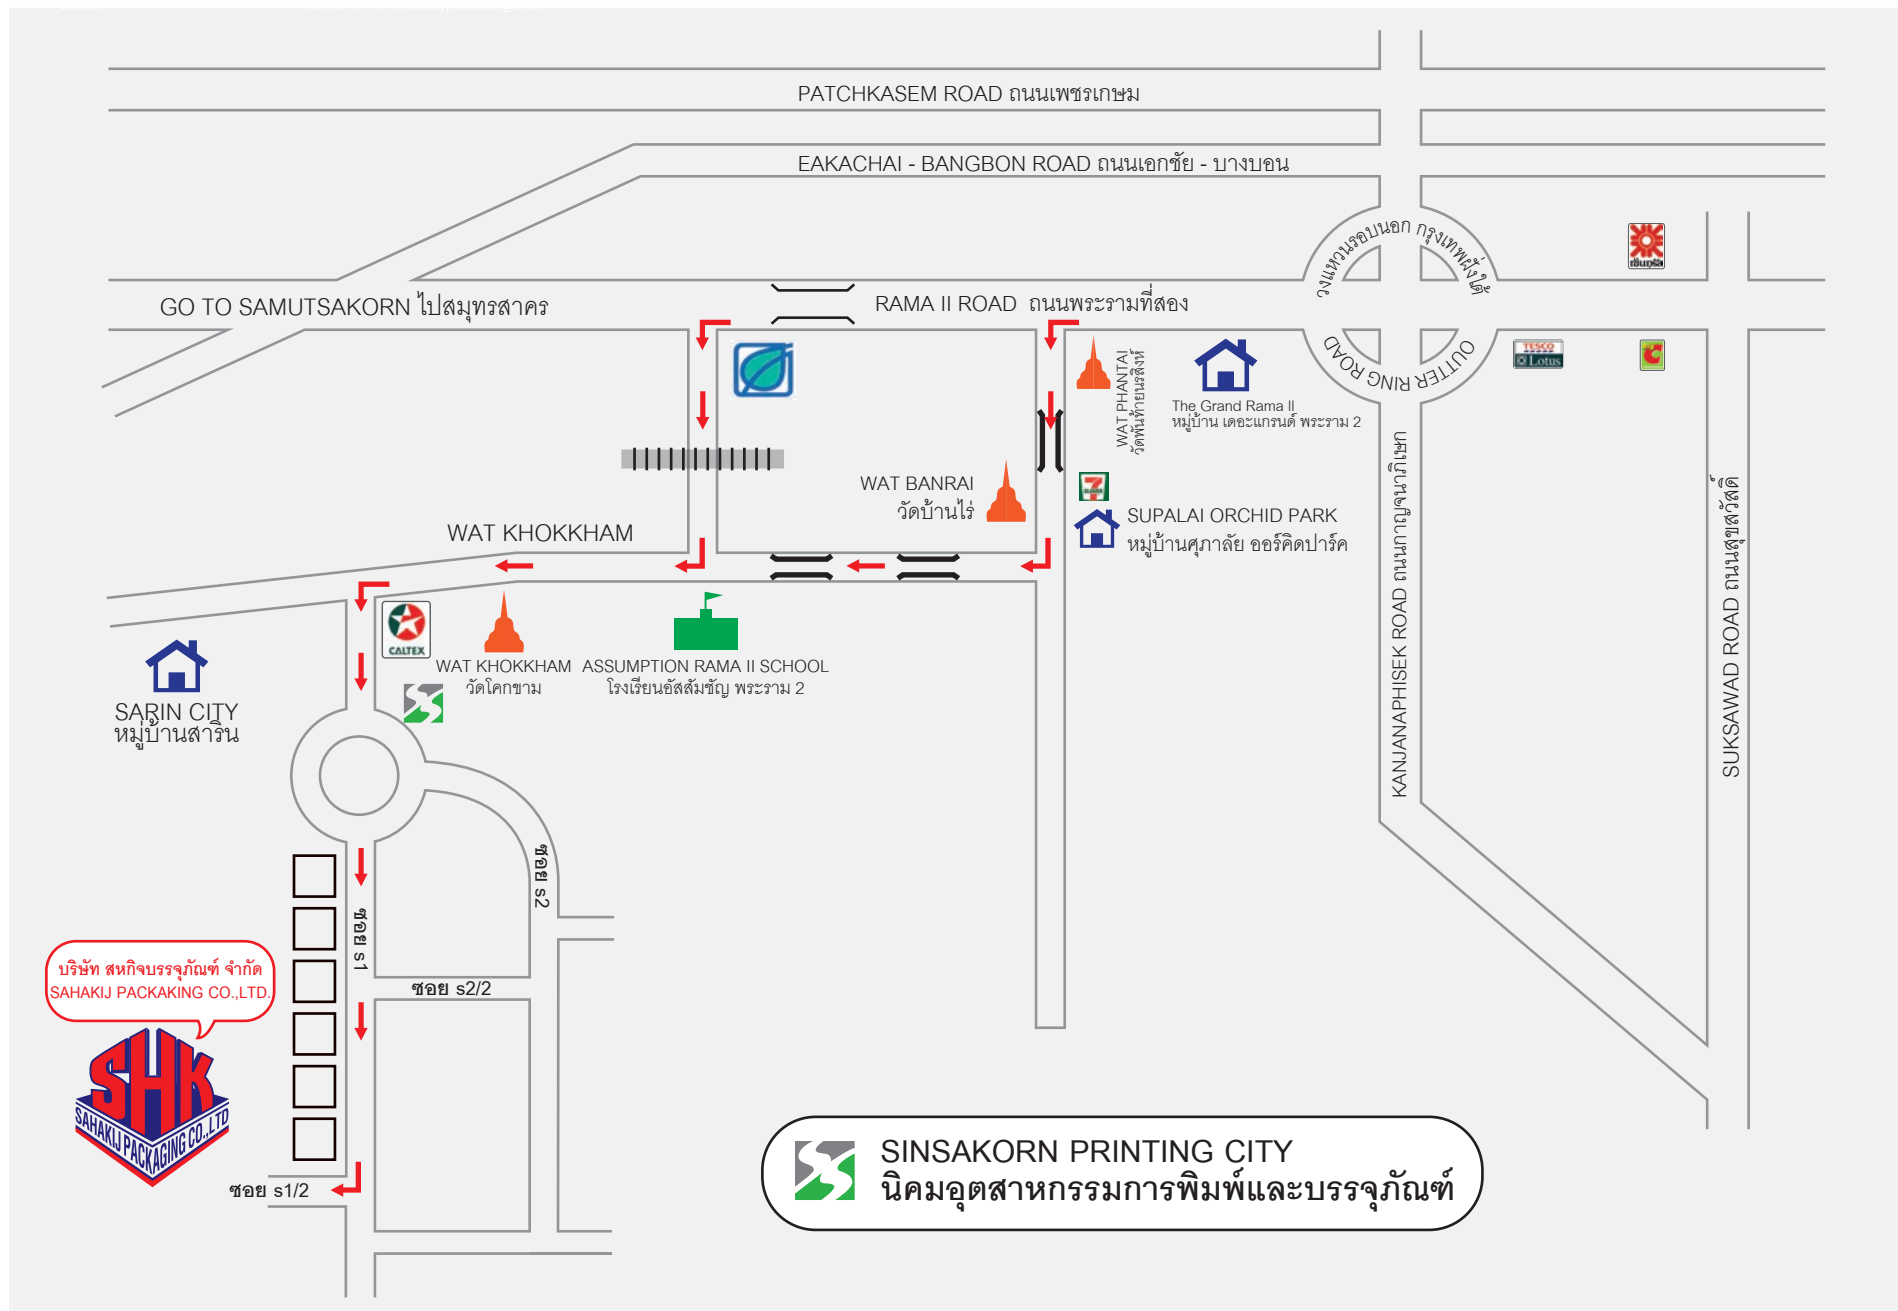 PATCHKASEM ROAD ถนนเพชรเกษม
EAKACHAI - BANGBON ROAD ถนนเอกชัย - บางบอน
วงแหวนรอบนอก กรุงเทพฝั่งใต้
เซ็นทรัล
GO TO SAMUTSAKORN ไปสมุทรสาคร
RAMA II ROAD ถนนพระรามที่สอง
OUTTER RING ROAD
TESCO
Lotus
WAT PHANTAI
วัดพันท้ายนรสิงห์
The Grand Rama II
หมู่บ้าน เดอะแกรนด์ พระราม 2
WAT BANRAI
วัดบ้านไร่
7
ELEVEN
SUPALAI ORCHID PARK
หมู่บ้านศุภาลัย ออร์คิดปาร์ค
KANJANAPHISEK ROAD ถนนกาญจนาภิเษก
SUKSAWAD ROAD ถนนสุขสวัสดิ์
WAT KHOKKHAM
CALTEX
WAT KHOKKHAM
วัดโคกขาม
ASSUMPTION RAMA II SCHOOL
โรงเรียนอัสสัมชัญ พระราม 2
SARIN CITY
หมู่บ้านสาริน
ซอย s2
ซอย s1
บริษัท สหกิจบรรจุภัณฑ์ จำกัด
SAHAKIJ PACKAKING CO.,LTD.
ซอย s2/2
SHK
SAHAKIJ PACKAGING CO.,LTD
ซอย s1/2
SINSAKORN PRINTING CITY
นิคมอุตสาหกรรมการพิมพ์และบรรจุภัณฑ์